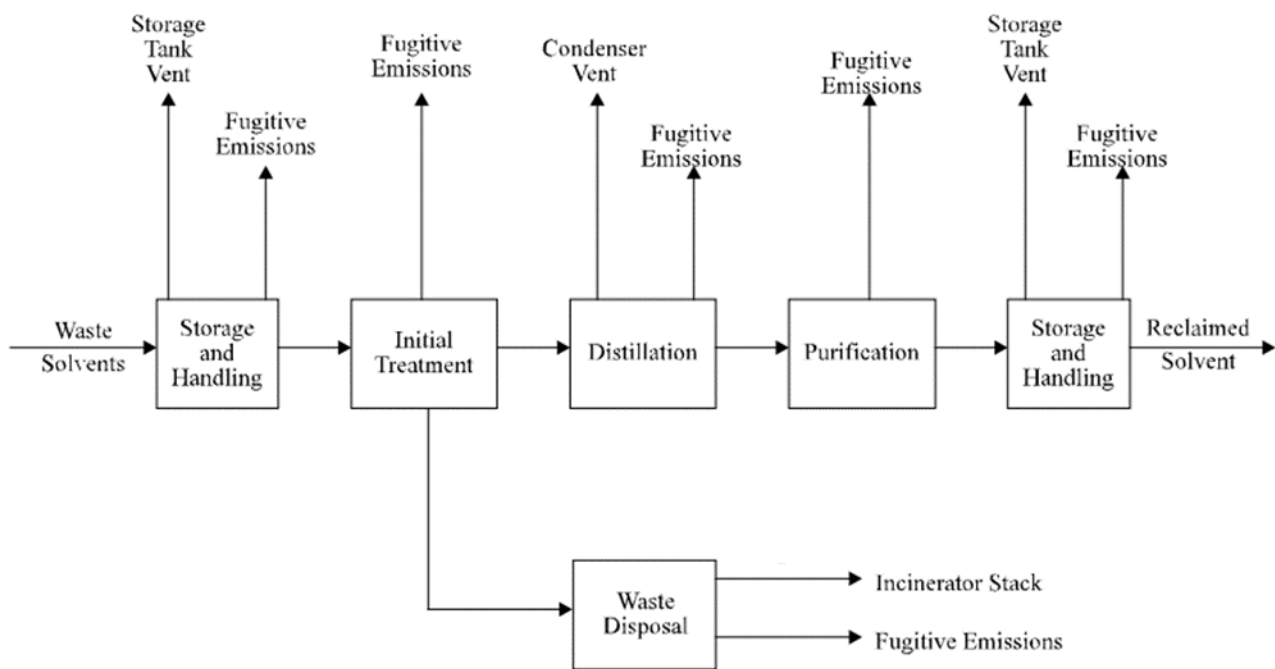 Storage
Tank
Vent
Fugitive
Emissions
Fugitive
Emissions
Condenser
Vent
Fugitive
Emissions
Fugitive
Emissions
Storage
Tank
Vent
Fugitive
Emissions
Waste
Solvents
Storage
and
Handling
Initial
Treatment
Distillation
Purification
Storage
and
Handling
Reclaimed
Solvent
Waste
Disposal
Incinerator Stack
Fugitive Emissions